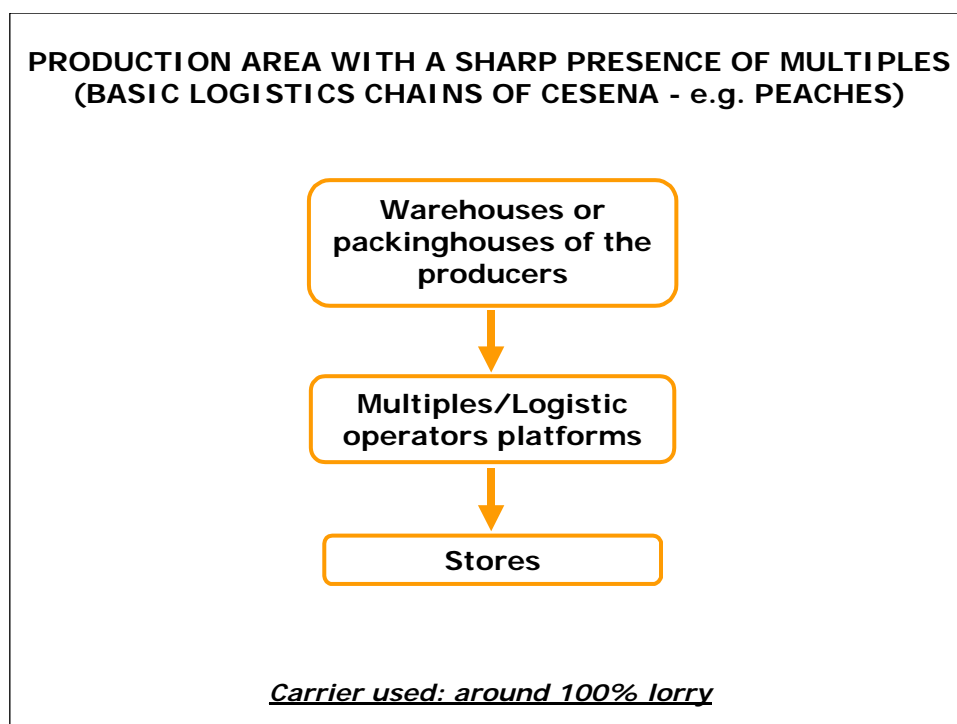 PRODUCTION AREA WITH A SHARP PRESENCE OF MULTIPLES
(BASIC LOGISTICS CHAINS OF CESENA - e.g. PEACHES)
Warehouses or
packinghouses of the
producers
Multiples/Logistic
operators platforms
Stores
Carrier used: around 100% lorry